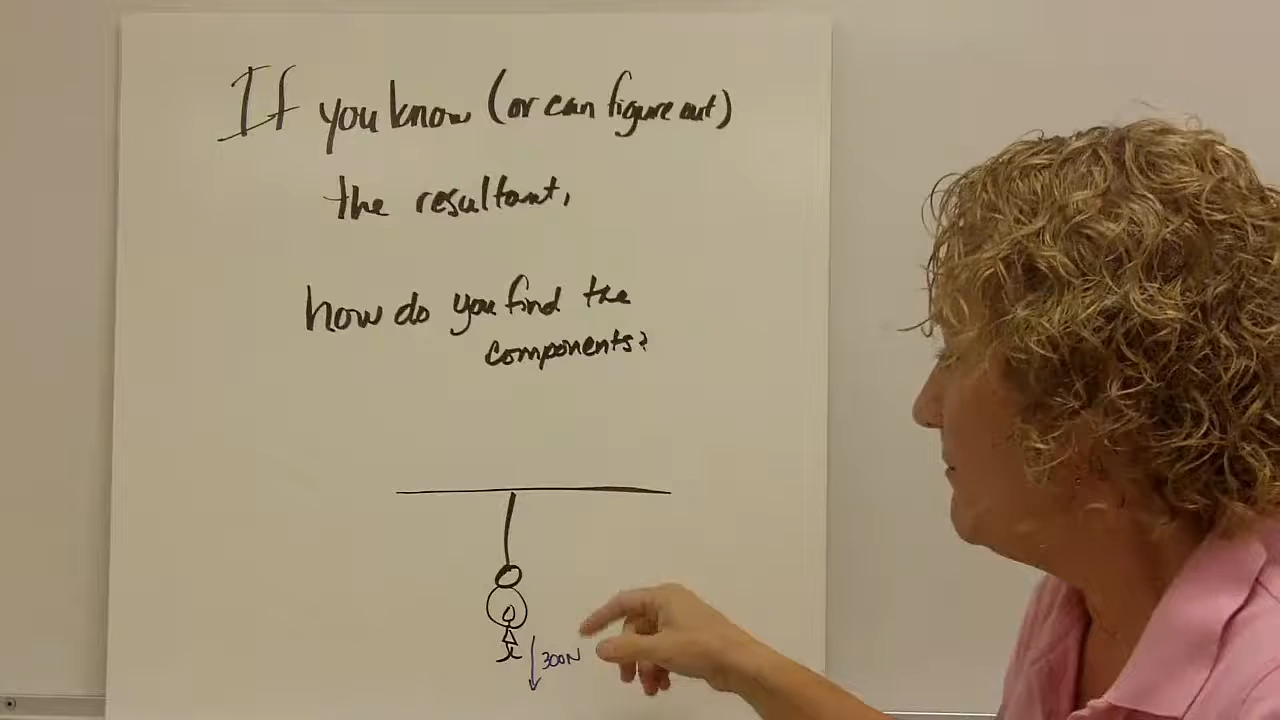 If you know (or can figure out)
the resultant,
how do you find the
components?
300N